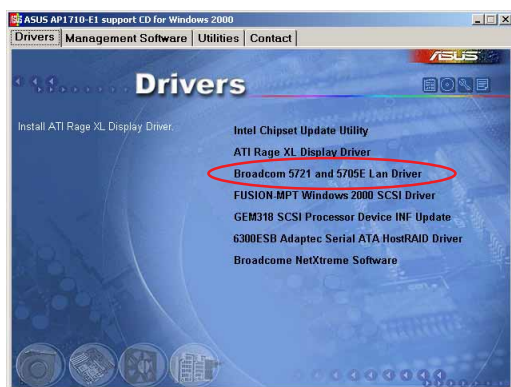 ASUS AP1710-E1 support CD for Windows 2000
Drivers Management Software Utilities Contact
ASUS
Drivers
Install ATI Rage XL Display Driver.
Intel Chipset Update Utility
ATI Rage XL Display Driver
Broadcom 5721 and 5705E Lan Driver
FUSION-MPT Windows 2000 SCSI Driver
GEM318 SCSI Processor Device INF Update
6300ESB Adaptec Serial ATA HostRAID Driver
Broadcome NetXtreme Software